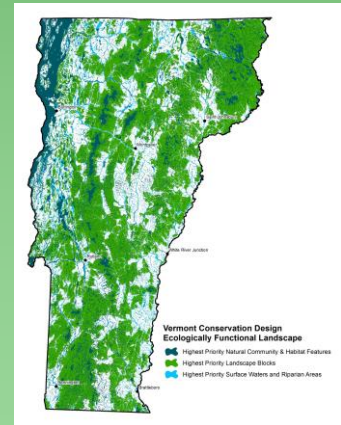 White River Junction
Vermont Conservation Design
Ecologically Functional Landscape
Highest Priority Natural Community & Habitat Features
Highest Priority Landscape Blocks
Highest Priority Surface Waters and Riparian Areas
Brattleboro